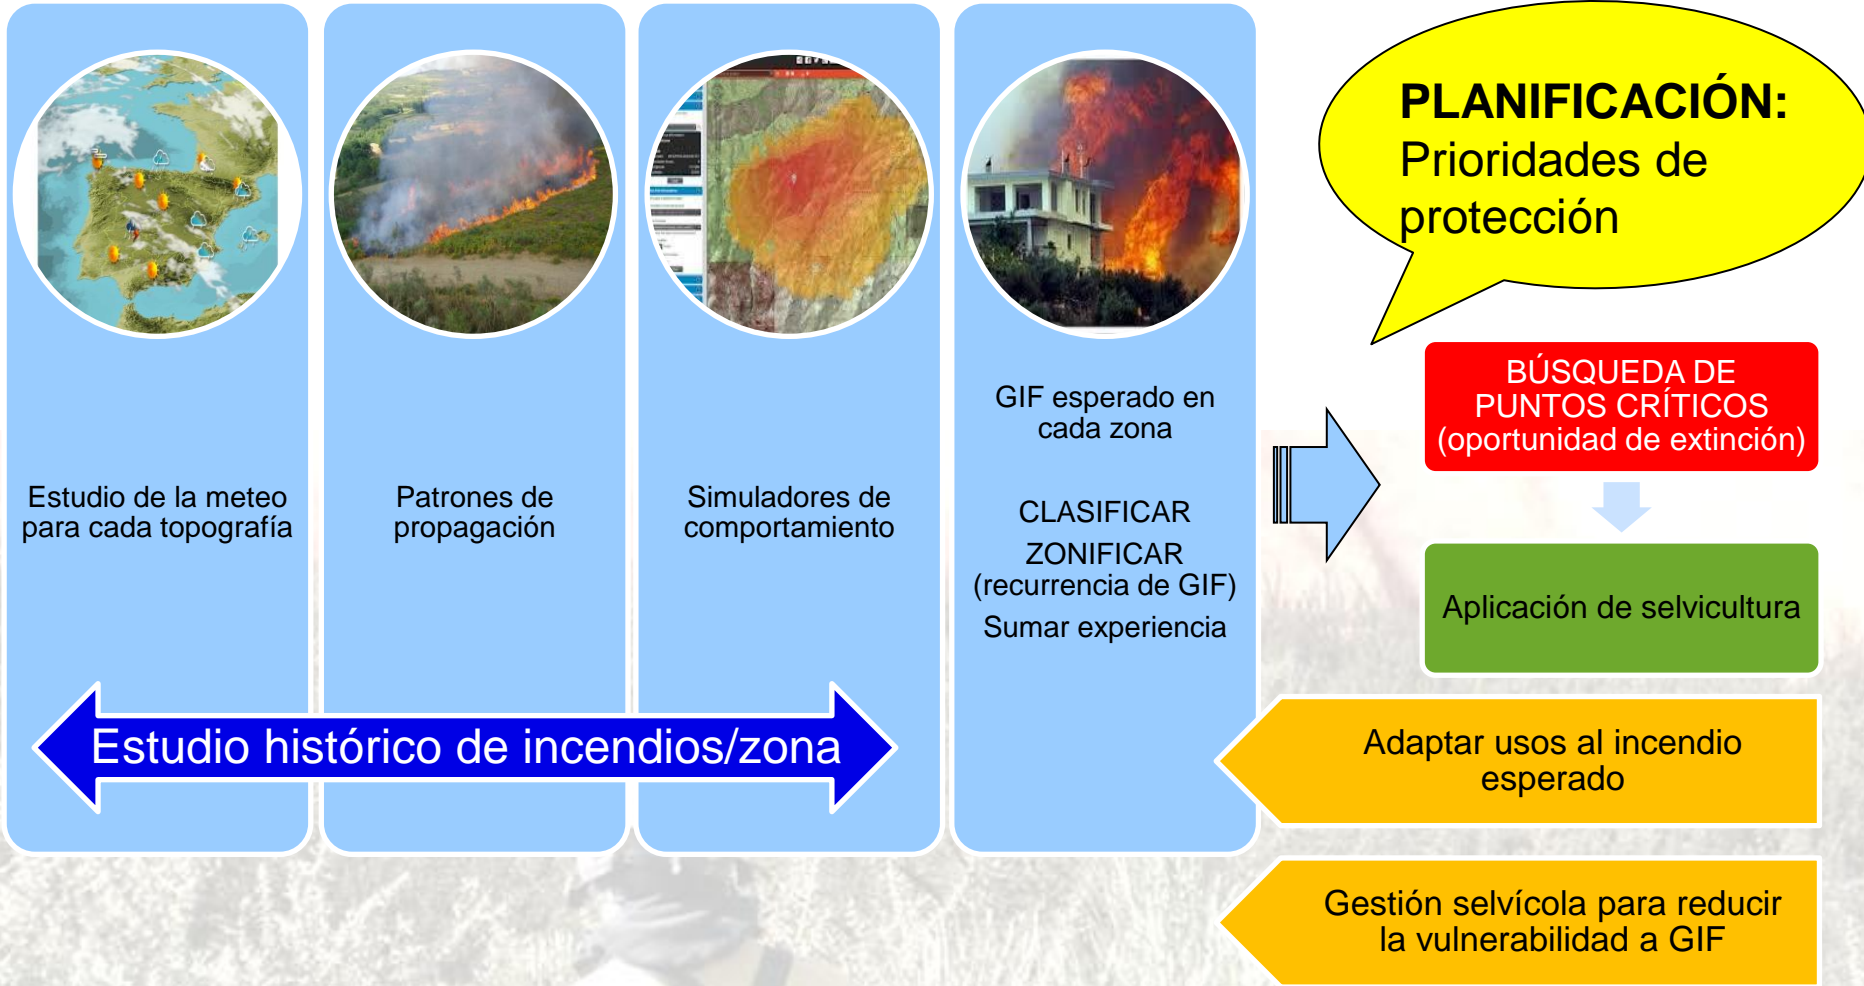 Estudio de la meteo
para cada topografía
Patrones de
propagación
Simuladores de
comportamiento
GIF esperado en
cada zona
CLASIFICAR
ZONIFICAR
(recurrencia de GIF)
Sumar experiencia
Estudio histórico de incendios/zona
PLANIFICACIÓN:
Prioridades de
protección
BÚSQUEDA DE
PUNTOS CRÍTICOS
(oportunidad de extinción)
Aplicación de selvicultura
Adaptar usos al incendio
esperado
Gestión selvícola para reducir
la vulnerabilidad a GIF